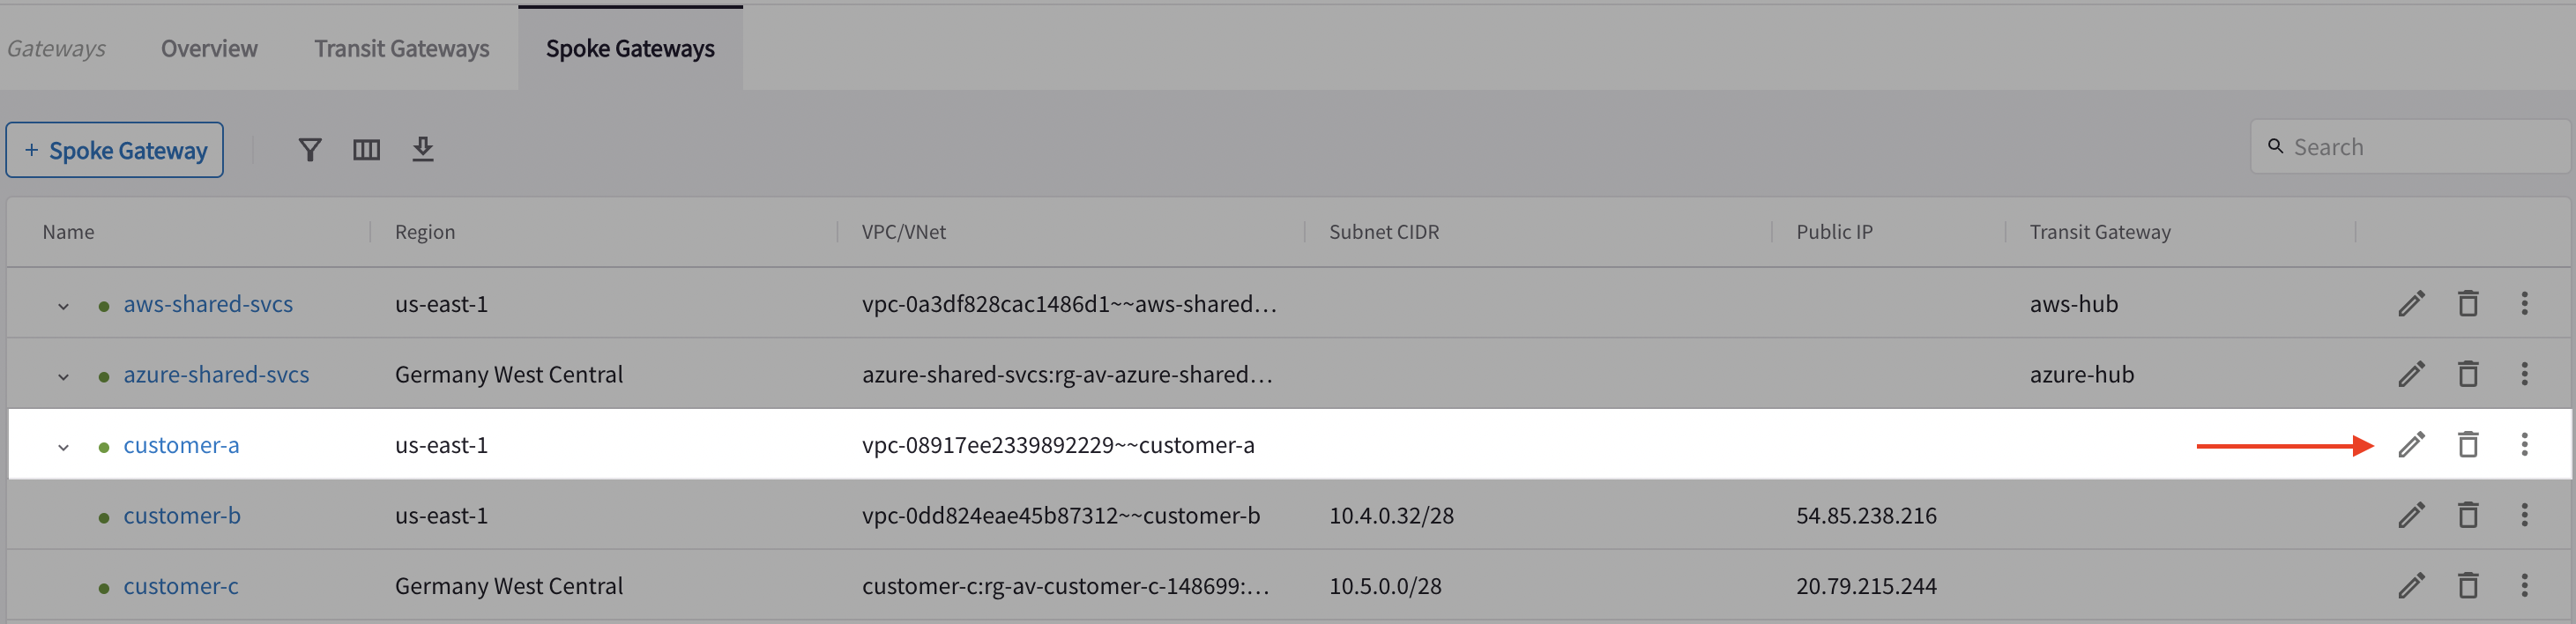 Gateways Overview Transit Gateways Spoke Gateways
+ Spoke Gateway Search
Name Region VPC/VNet Subnet CIDR Public IP Transit Gateway
aws-shared-svcs us-east-1 vpc-0a3df828cac1486d1~~aws-shared... aws-hub
azure-shared-svcs Germany West Central azure-shared-svcs:rg-av-azure-shared... azure-hub
customer-a us-east-1 vpc-08917ee2339892229~~customer-a
customer-b us-east-1 vpc-0dd824eae45b87312~~customer-b 10.4.0.32/28 54.85.238.216
customer-c Germany West Central customer-c:rg-av-customer-c-148699:... 10.5.0.0/28 20.79.215.244